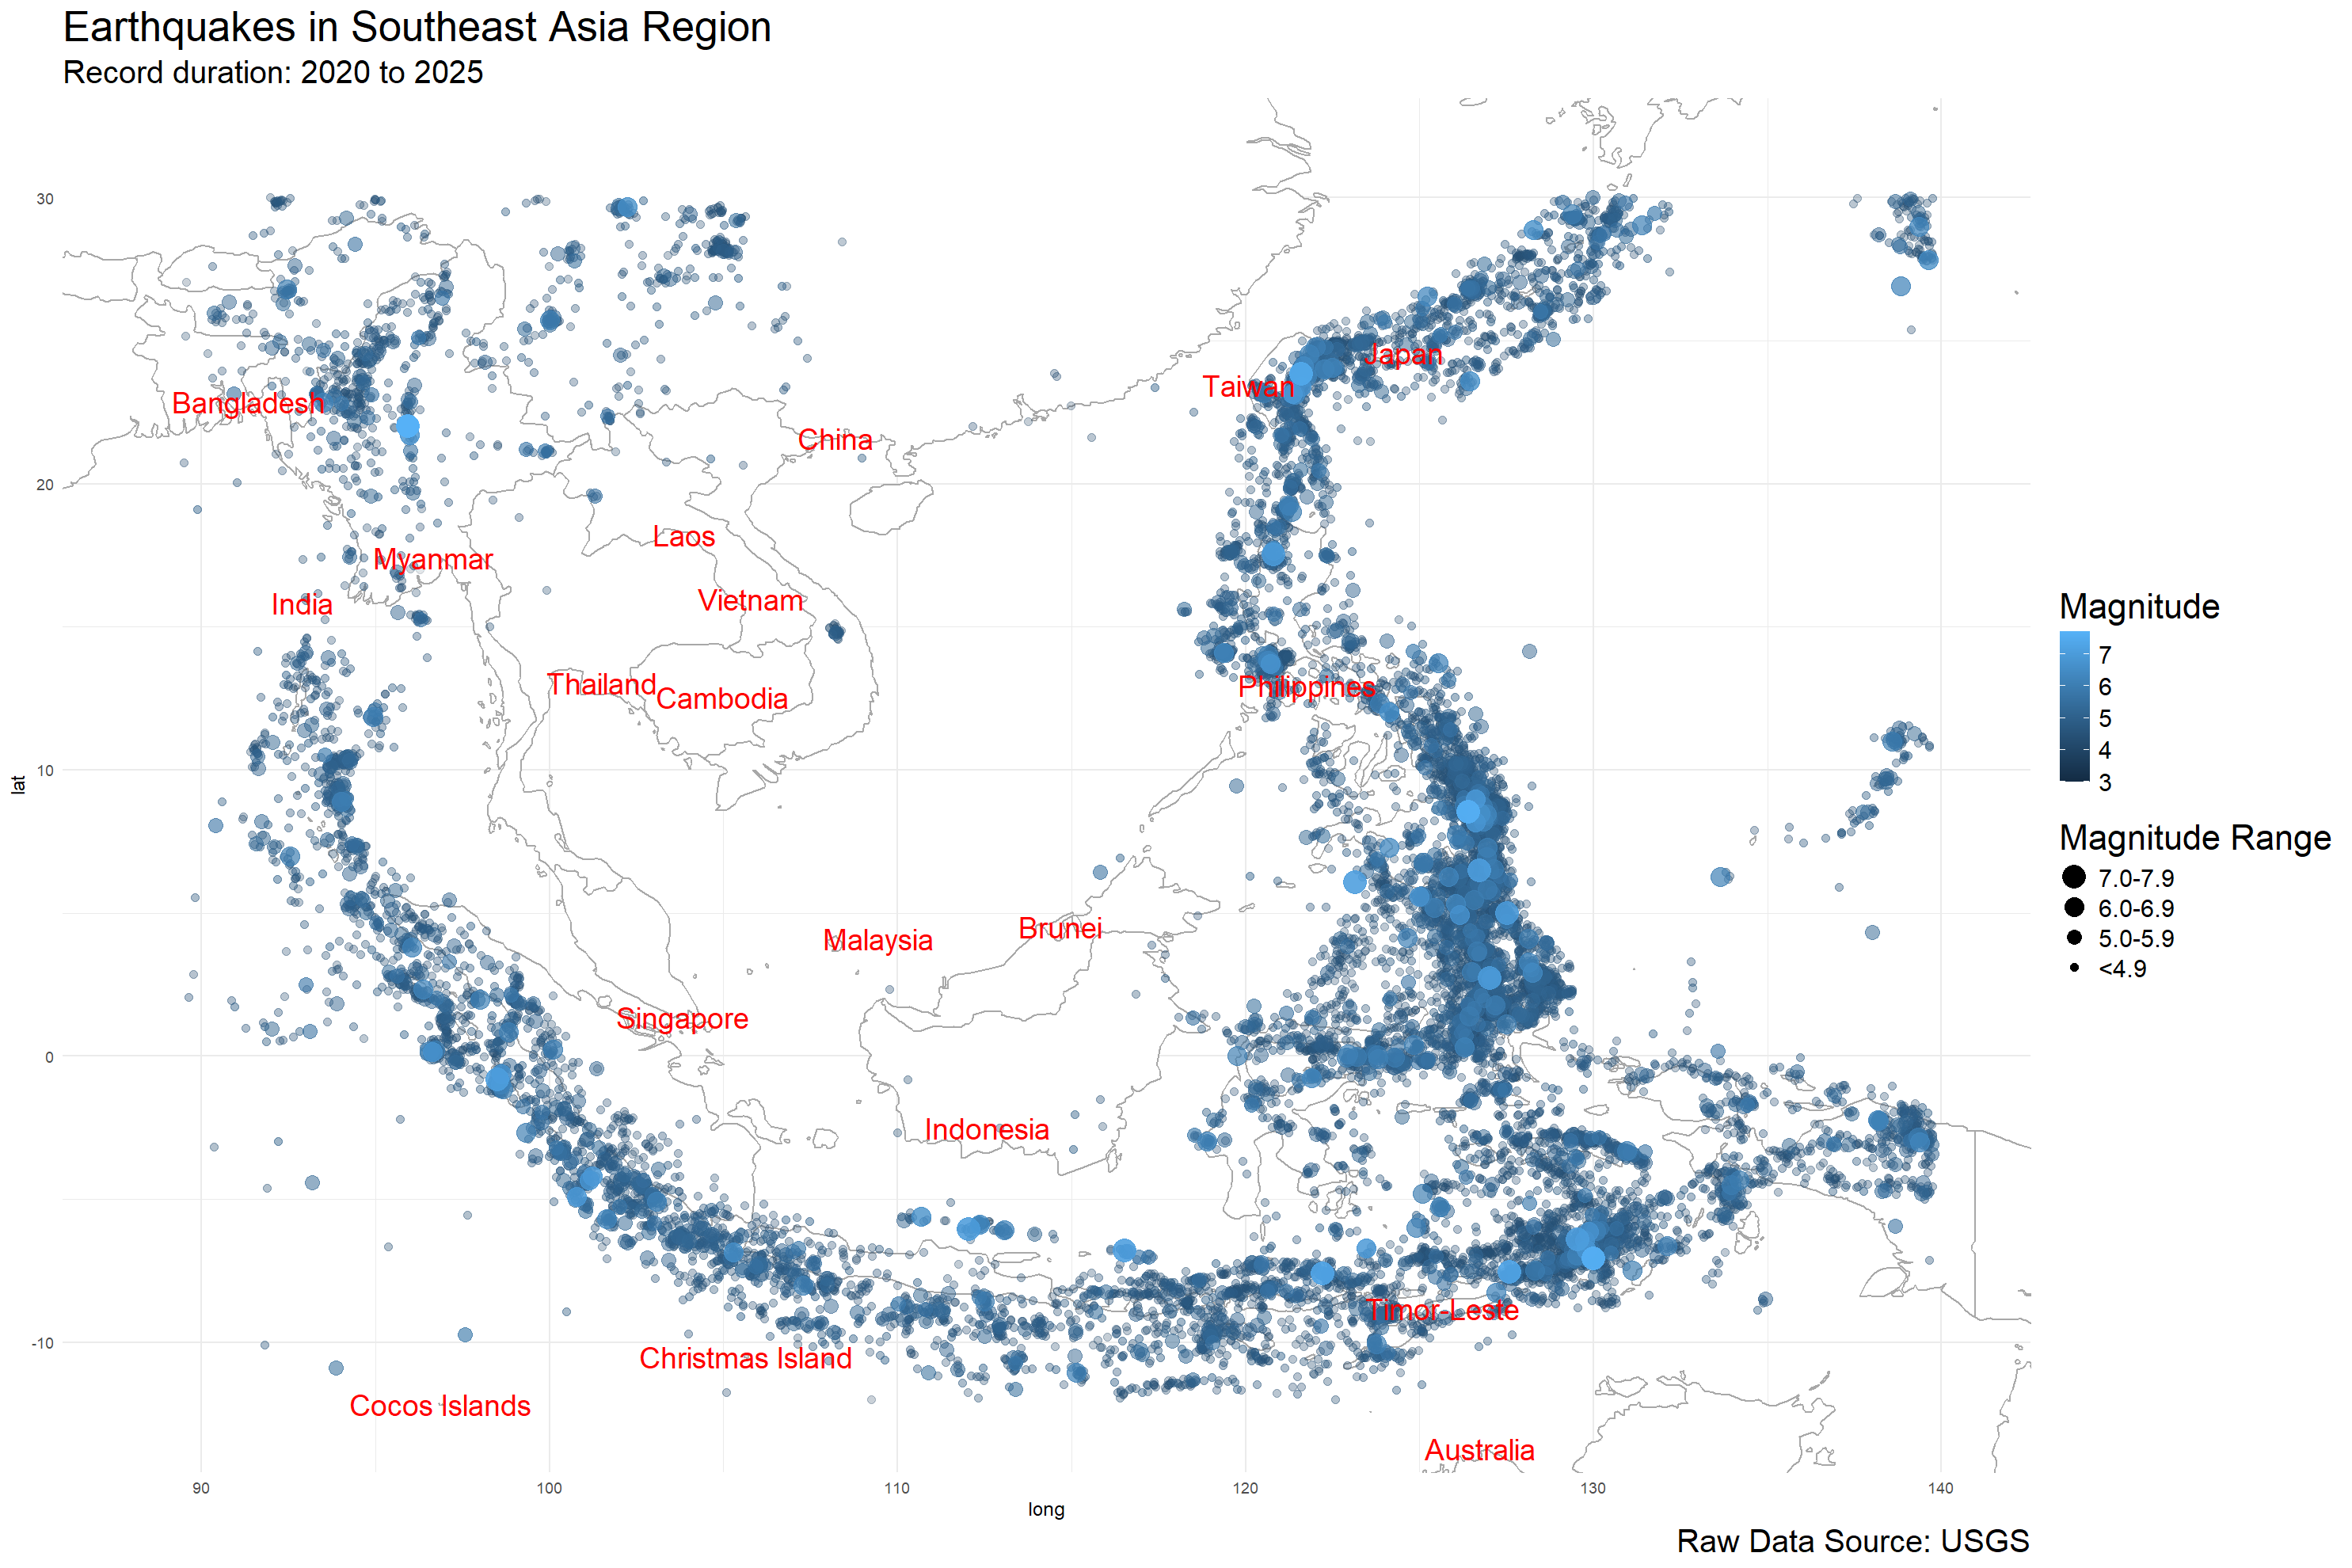 Earthquakes in Southeast Asia Region
Record duration: 2020 to 2025
30
20
10
0
-10
lat
Japan
Taiwan
Bangladesh
China
Laos
Myanmar
Vietnam
India
Thailand
Cambodia
Philippines
Malaysia
Brunei
Singapore
Indonesia
Timor-Leste
Christmas Island
Cocos Islands
Australia
90
100
110
120
130
140
long
Magnitude
7
6
5
4
3
Magnitude Range
7.0-7.9
6.0-6.9
5.0-5.9
<4.9
Raw Data Source: USGS